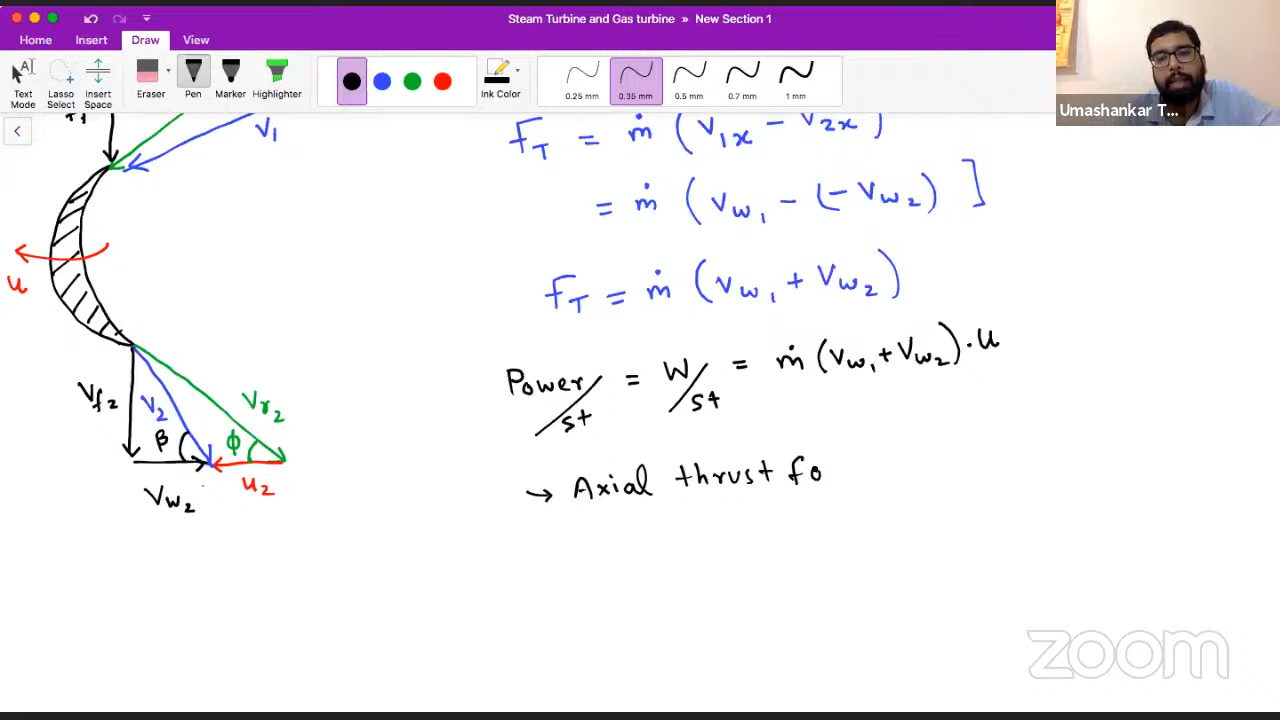 Steam Turbine and Gas turbine » New Section 1
Home Insert Draw View
Text Mode
Lasso Select
Insert Space
Eraser
Pen
Marker
Highlighter
Ink Color
0.25 mm
0.35 mm
0.5 mm
0.7 mm
1 mm
Umashankar T...
V1
u
Vf2
V2
Vr2
β
ϕ
Vw2
u2
FT = ṁ (V1x - V2x)
= ṁ (Vw1 - (-Vw2) ]
FT = ṁ (Vw1 + Vw2)
Power/st = W/st = ṁ (Vw1 + Vw2) · u
→ Axial thrust fo
zoom